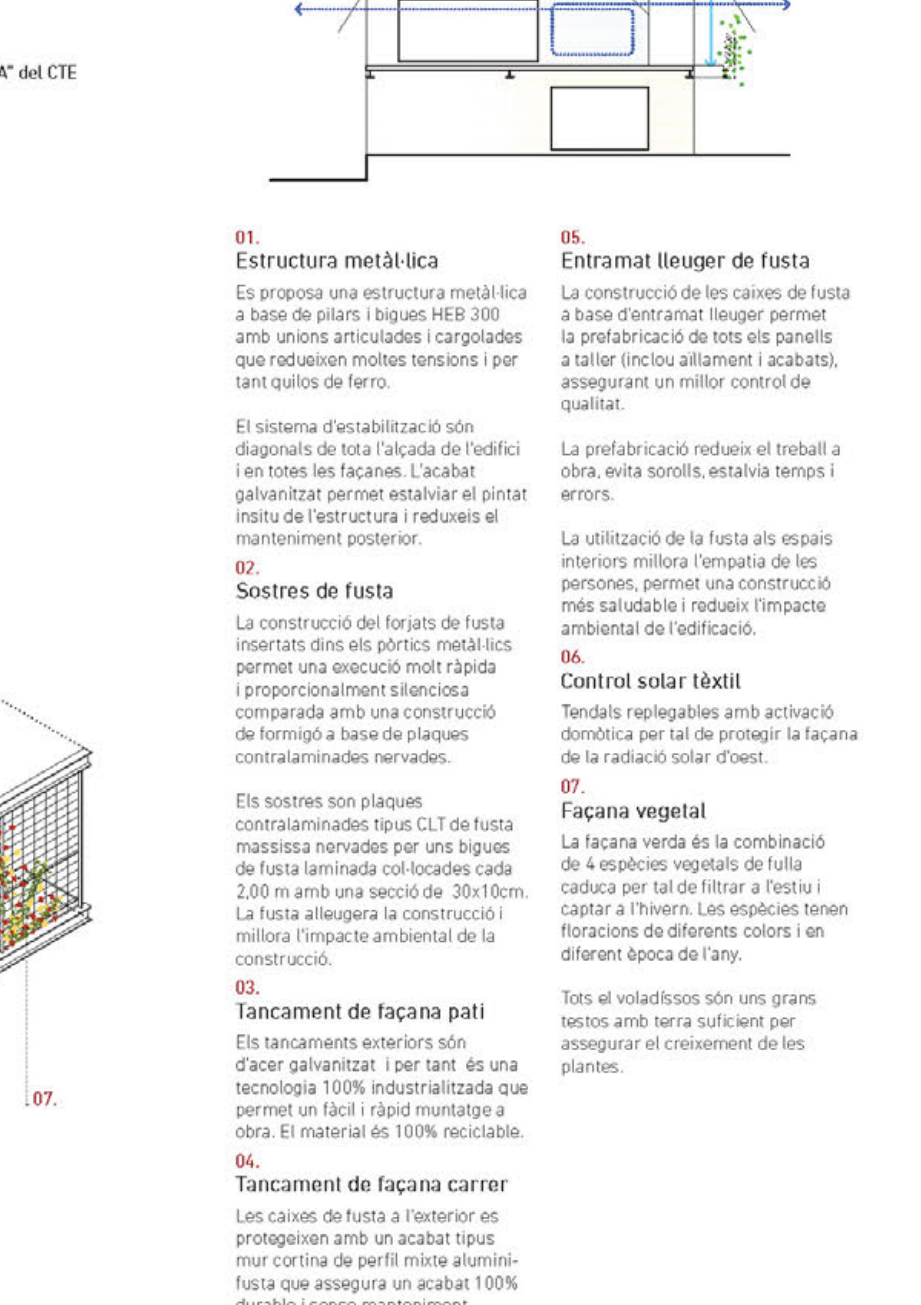 A" del CTE
01.
Estructura metàl·lica
Es proposa una estructura metàl·lica
a base de pilars i bigues HEB 300
amb unions articulades i cargolades
que redueixen moltes tensions i per
tant quilos de ferro.
El sistema d'estabilització són
diagonals de tota l'alçada de l'edifici
i en totes les façanes. L'acabat
galvanitzat permet estalviar el pintat
insitu de l'estructura i reduxeis el
manteniment posterior.
02.
Sostres de fusta
La construcció del forjats de fusta
insertats dins els pòrtics metàl·lics
permet una execució molt ràpida
i proporcionalment silenciosa
comparada amb una construcció
de formigó a base de plaques
contralaminades nervades.
Els sostres son plaques
contralaminades tipus CLT de fusta
massissa nervades per uns bigues
de fusta laminada col·locades cada
2,00 m amb una secció de 30x10cm.
La fusta alleugera la construcció i
millora l'impacte ambiental de la
construcció.
03.
Tancament de façana pati
Els tancaments exteriors són
d'acer galvanitzat i per tant és una
tecnologia 100% industrialitzada que
permet un fàcil i ràpid muntatge a
obra. El material és 100% reciclable.
04.
Tancament de façana carrer
Les caixes de fusta a l'exterior es
protegeixen amb un acabat tipus
mur cortina de perfil mixte alumini-
fusta que assegura un acabat 100%
durable i sense manteniment
05.
Entramat lleuger de fusta
La construcció de les caixes de fusta
a base d'entramat lleuger permet
la prefabricació de tots els panells
a taller (inclou aïllament i acabats),
assegurant un millor control de
qualitat.
La prefabricació redueix el treball a
obra, evita sorolls, estalvia temps i
errors.
La utilització de la fusta als espais
interiors millora l'empatia de les
persones, permet una construcció
més saludable i redueix l'impacte
ambiental de l'edificació.
06.
Control solar tèxtil
Tendals replegables amb activació
domòtica per tal de protegir la façana
de la radiació solar d'oest.
07.
Façana vegetal
La façana verda és la combinació
de 4 espècies vegetals de fulla
caduca per tal de filtrar a l'estiu i
captar a l'hivern. Les espècies tenen
floracions de diferents colors i en
diferent època de l'any.
Tots el voladíssos són uns grans
testos amb terra suficient per
assegurar el creixement de les
plantes.
07.